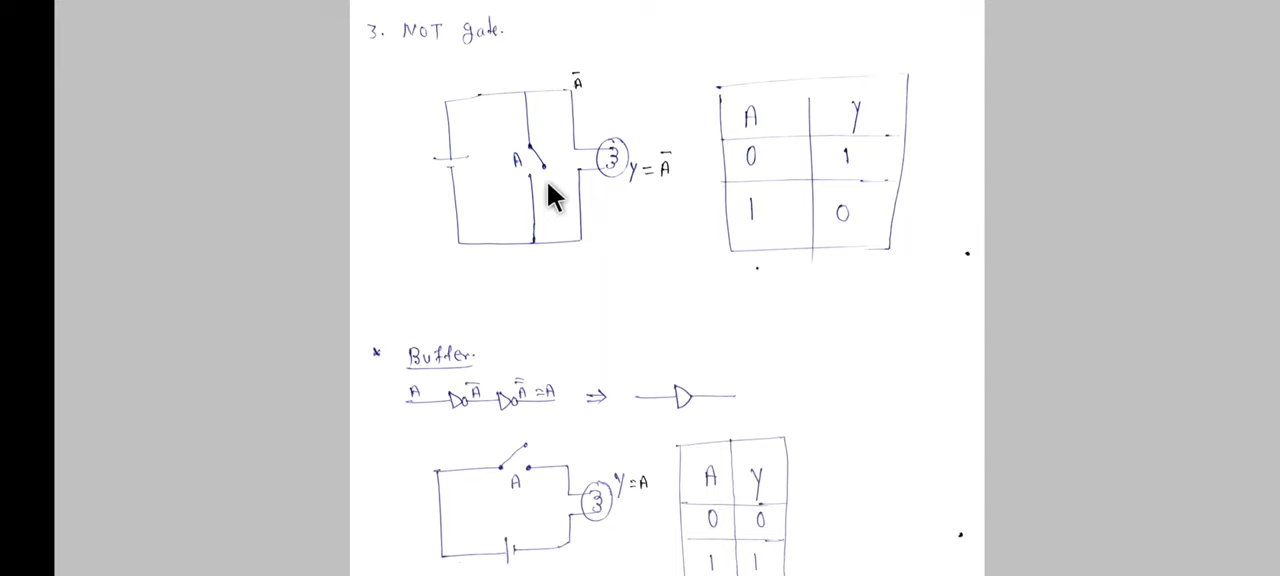 3. NOT gate.
Ā
A
Y = Ā
A Y
0 1
1 0
* Buffer.
A Ā A̿ = A ⇒
A
Y = A
A Y
0 0
1 1